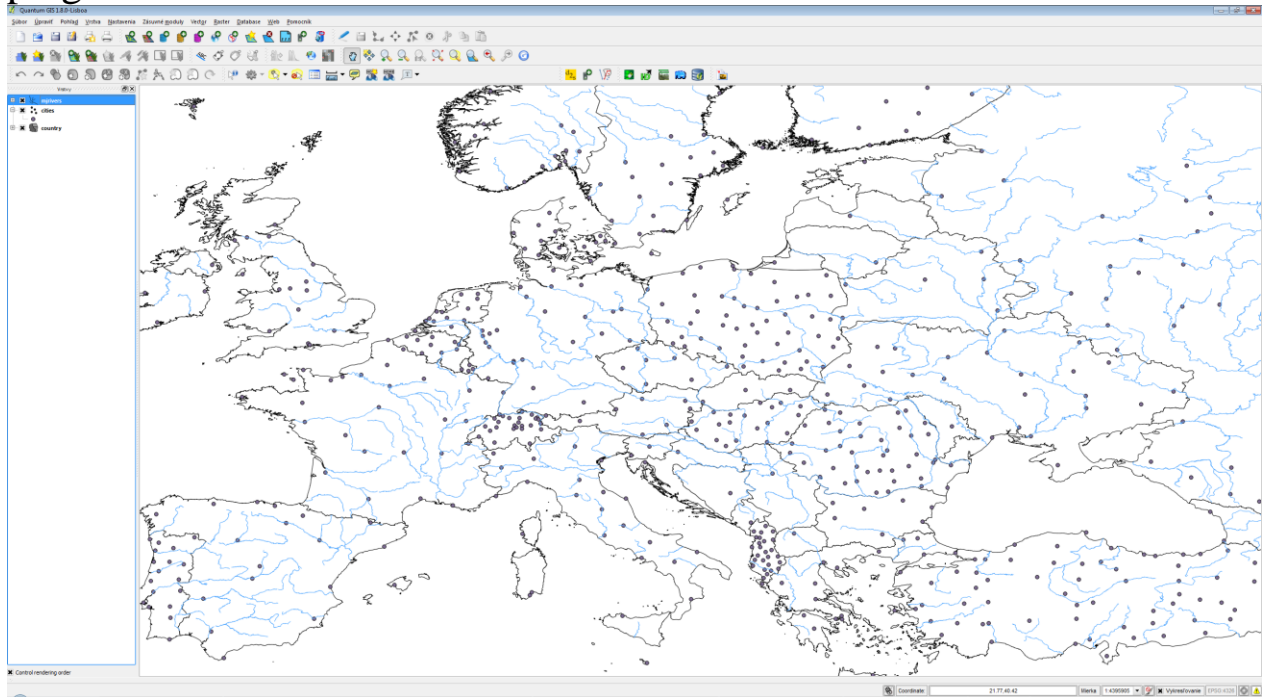 Quantum GIS 1.8.0-Lisboa
Súbor Upraviť Pohľad Vrstva Nastavenia Zásuvné moduly Vektor Raster Database Web Pomocník
Vrstvy
mjrivers
cities
country
Control rendering order
Coordinate: 21.77,40.42 Mierka 1:4395905 Vykresľovanie EPSG:4326